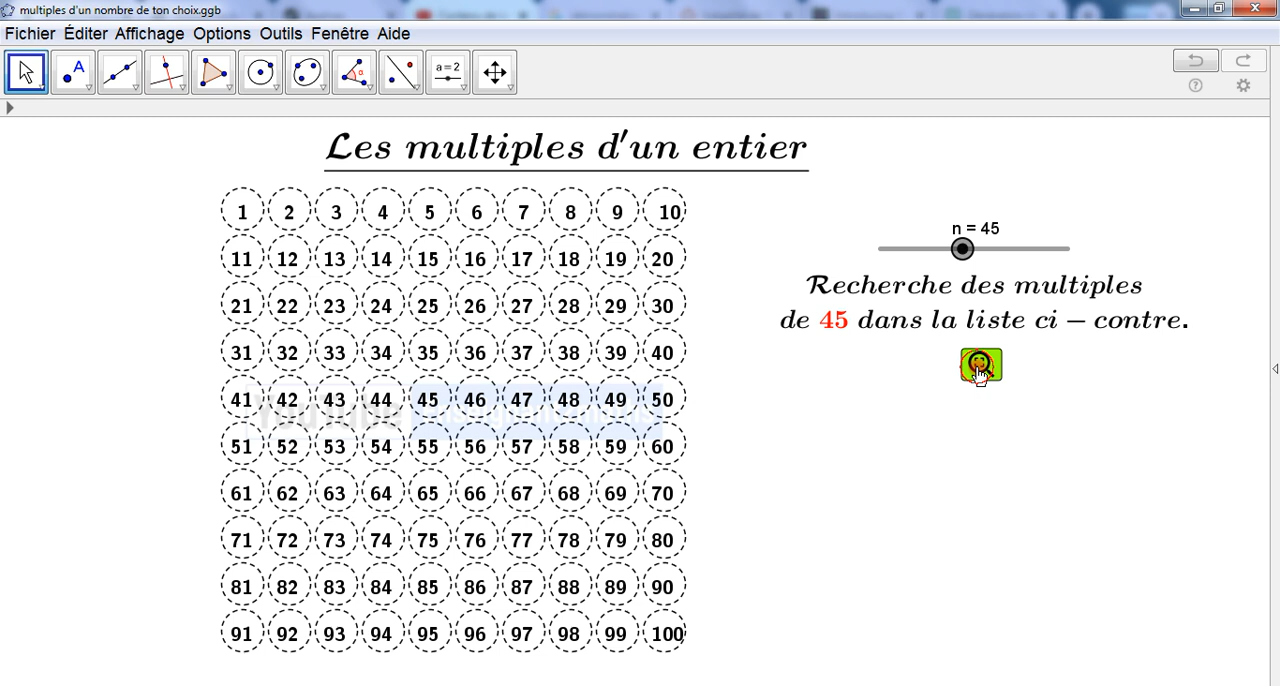 multiples d'un nombre de ton choix.ggb
Fichier Éditer Affichage Options Outils Fenêtre Aide
A
α
a = 2
Les multiples d'un entier
1 2 3 4 5 6 7 8 9 10
11 12 13 14 15 16 17 18 19 20
21 22 23 24 25 26 27 28 29 30
31 32 33 34 35 36 37 38 39 40
41 42 43 44 45 46 47 48 49 50
51 52 53 54 55 56 57 58 59 60
61 62 63 64 65 66 67 68 69 70
71 72 73 74 75 76 77 78 79 80
81 82 83 84 85 86 87 88 89 90
91 92 93 94 95 96 97 98 99 100
YouTube
n = 45
Recherche des multiples
de 45 dans la liste ci – contre.